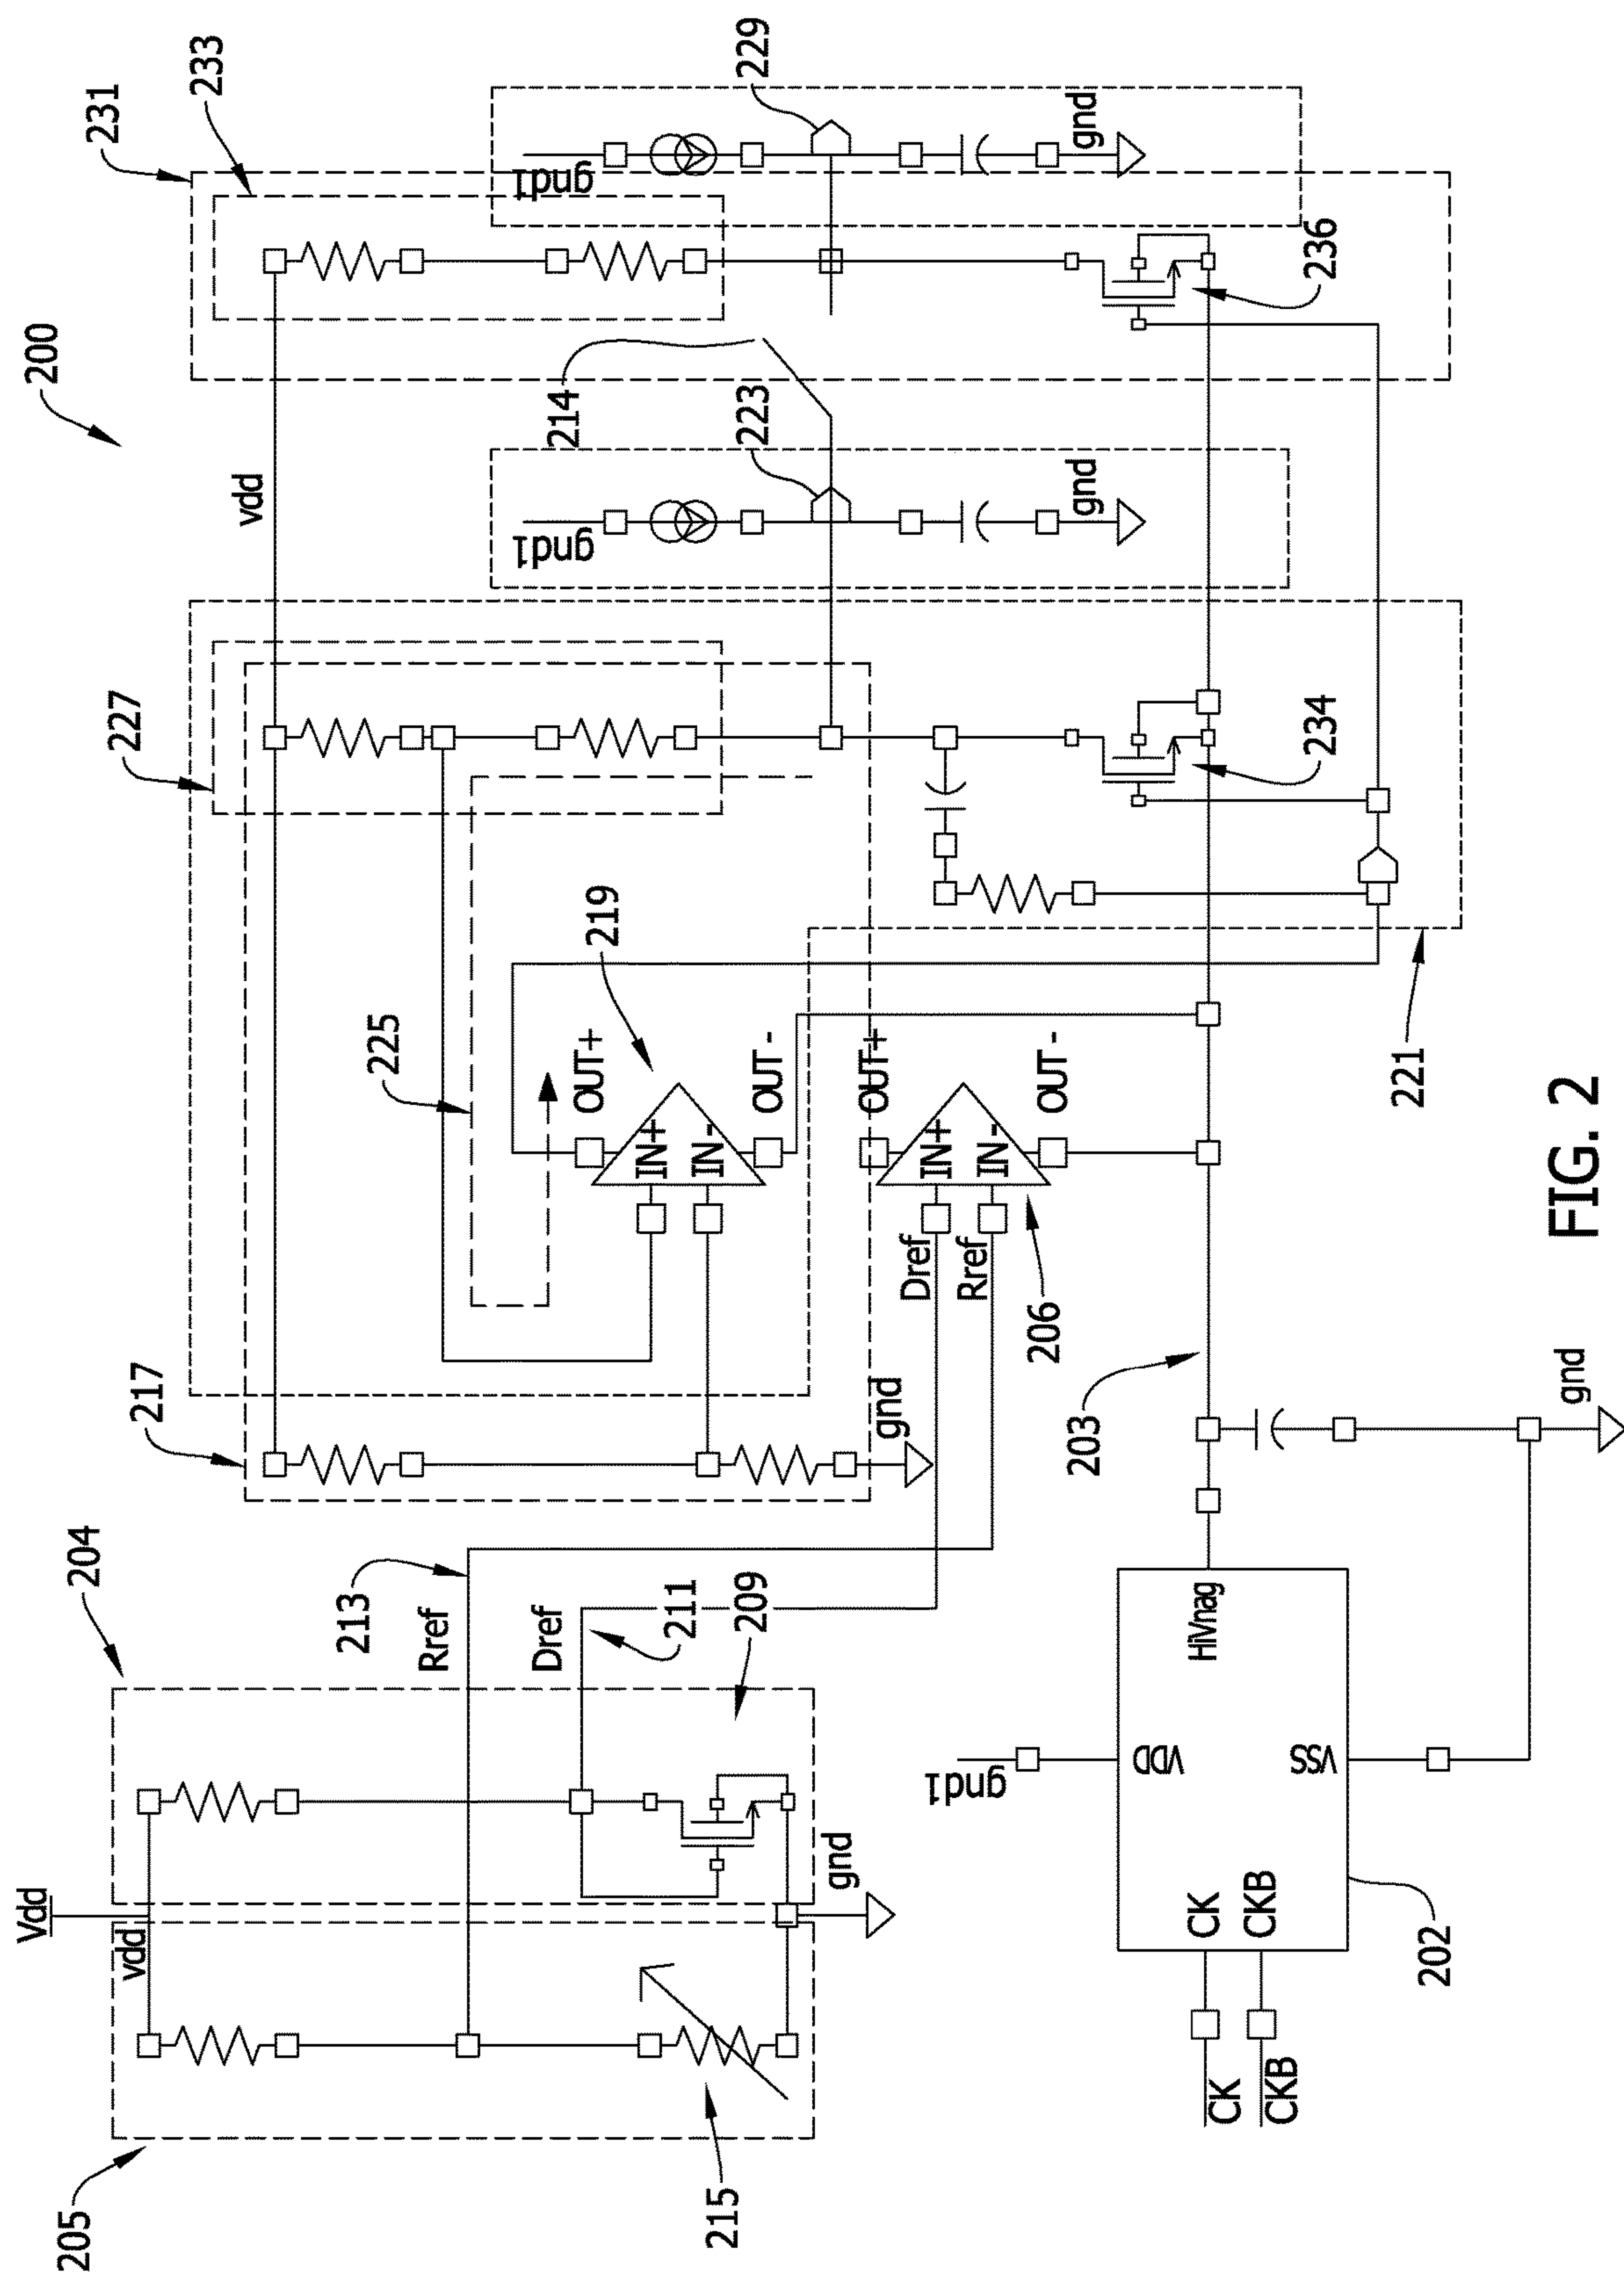 200
231
233
229
gnd1
gnd
vdd
214
223
gnd1
gnd
236
227
234
225
219
OUT+
IN+
IN-
OUT-
221
217
OUT+
IN+
IN-
OUT-
Dref
Rref
206
gnd
204
213
Rref
Dref
211
209
203
gnd
Vdd
vdd
gnd
205
215
gnd1
VDD
HiVnag
VSS
CK
CKB
CK
CKB
202
FIG. 2